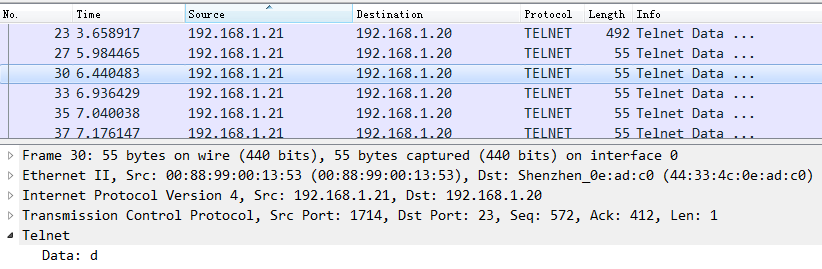 No. Time Source Destination Protocol Length Info
23 3.658917 192.168.1.21 192.168.1.20 TELNET 492 Telnet Data ...
27 5.984465 192.168.1.21 192.168.1.20 TELNET 55 Telnet Data ...
30 6.440483 192.168.1.21 192.168.1.20 TELNET 55 Telnet Data ...
33 6.936429 192.168.1.21 192.168.1.20 TELNET 55 Telnet Data ...
35 7.040038 192.168.1.21 192.168.1.20 TELNET 55 Telnet Data ...
37 7.176147 192.168.1.21 192.168.1.20 TELNET 55 Telnet Data ...
Frame 30: 55 bytes on wire (440 bits), 55 bytes captured (440 bits) on interface 0
Ethernet II, Src: 00:88:99:00:13:53 (00:88:99:00:13:53), Dst: Shenzhen_0e:ad:c0 (44:33:4c:0e:ad:c0)
Internet Protocol Version 4, Src: 192.168.1.21, Dst: 192.168.1.20
Transmission Control Protocol, Src Port: 1714, Dst Port: 23, Seq: 572, Ack: 412, Len: 1
Telnet
Data: d